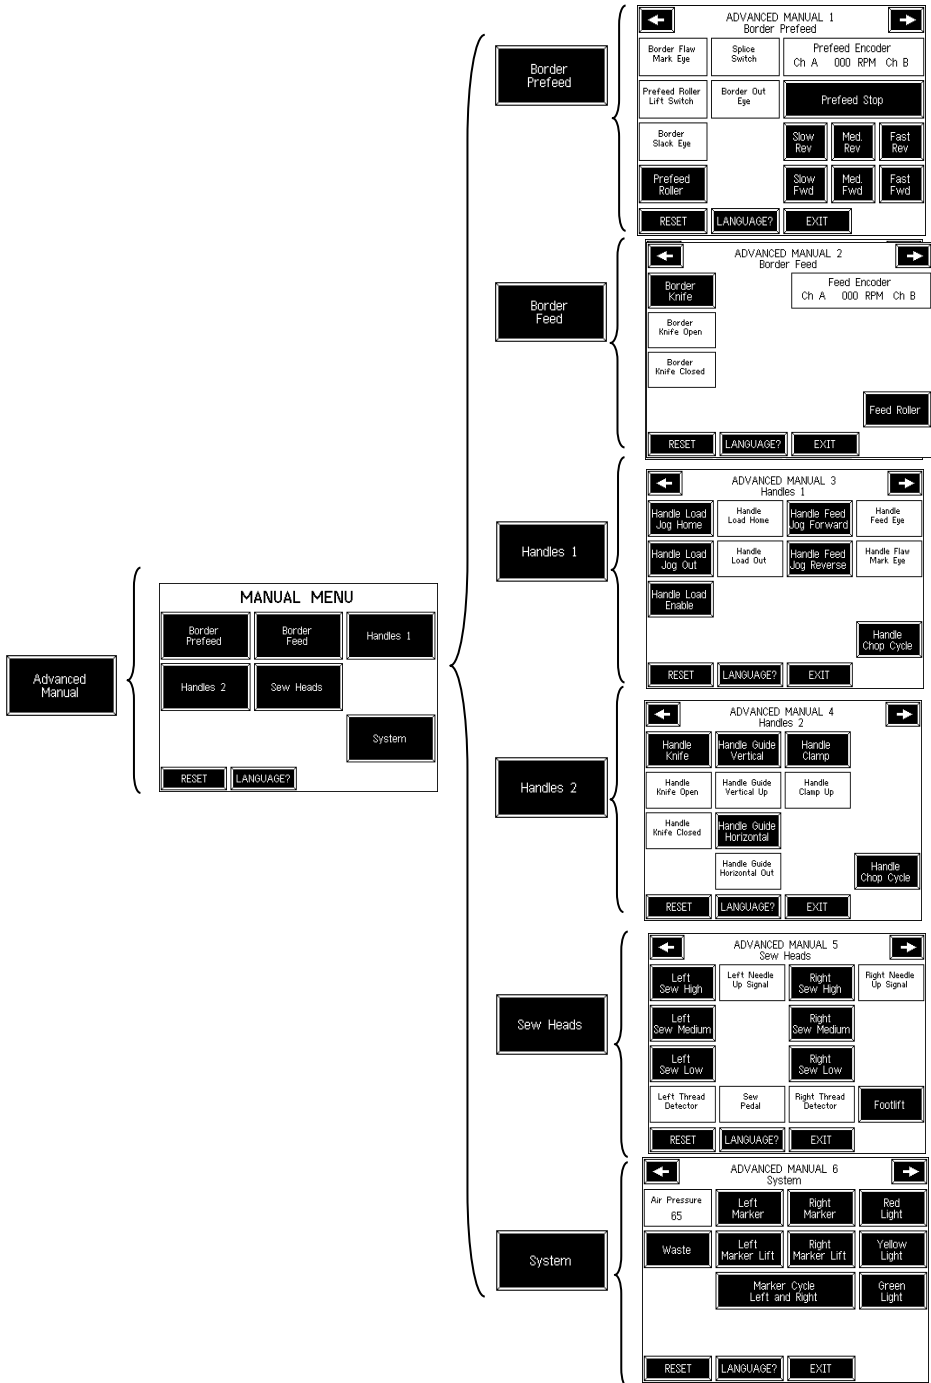 Advanced
Manual
MANUAL MENU
Border
Prefeed
Border
Feed
Handles 1
Handles 2
Sew Heads
System
RESET
LANGUAGE?
Border
Prefeed
ADVANCED MANUAL 1
Border Prefeed
Border Flaw
Mark Eye
Splice
Switch
Prefeed Encoder
Ch A 000 RPM Ch B
Prefeed Roller
Lift Switch
Border Out
Eye
Prefeed Stop
Border
Slack Eye
Slow
Rev
Med.
Rev
Fast
Rev
Prefeed
Roller
Slow
Fwd
Med.
Fwd
Fast
Fwd
RESET
LANGUAGE?
EXIT
Border
Feed
ADVANCED MANUAL 2
Border Feed
Border
Knife
Feed Encoder
Ch A 000 RPM Ch B
Border
Knife Open
Border
Knife Closed
Feed Roller
RESET
LANGUAGE?
EXIT
Handles 1
ADVANCED MANUAL 3
Handles 1
Handle Load
Jog Home
Handle
Load Home
Handle Feed
Jog Forward
Handle
Feed Eye
Handle Load
Jog Out
Handle
Load Out
Handle Feed
Jog Reverse
Handle Flaw
Mark Eye
Handle Load
Enable
Handle
Chop Cycle
RESET
LANGUAGE?
EXIT
Handles 2
ADVANCED MANUAL 4
Handles 2
Handle
Knife
Handle Guide
Vertical
Handle
Clamp
Handle
Knife Open
Handle Guide
Vertical Up
Handle
Clamp Up
Handle
Knife Closed
Handle Guide
Horizontal
Handle Guide
Horizontal Out
Handle
Chop Cycle
RESET
LANGUAGE?
EXIT
Sew Heads
ADVANCED MANUAL 5
Sew Heads
Left
Sew High
Left Needle
Up Signal
Right
Sew High
Right Needle
Up Signal
Left
Sew Medium
Right
Sew Medium
Left
Sew Low
Right
Sew Low
Left Thread
Detector
Sew
Pedal
Right Thread
Detector
Footlift
RESET
LANGUAGE?
EXIT
System
ADVANCED MANUAL 6
System
Air Pressure
65
Left
Marker
Right
Marker
Red
Light
Waste
Left
Marker Lift
Right
Marker Lift
Yellow
Light
Marker Cycle
Left and Right
Green
Light
RESET
LANGUAGE?
EXIT